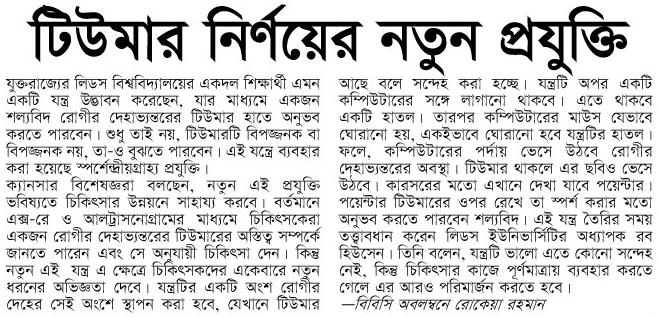 টিউমার নির্ণয়ের নতুন প্রযুক্তি
যুক্তরাজ্যের লিডস বিশ্ববিদ্যালয়ের একদল শিক্ষার্থী এমন
একটি যন্ত্র উদ্ভাবন করেছেন, যার মাধ্যমে একজন
শল্যবিদ রোগীর দেহাভ্যন্তরের টিউমার হাতে অনুভব
করতে পারবেন। শুধু তাই নয়, টিউমারটি বিপজ্জনক বা
বিপজ্জনক নয়, তা-ও বুঝতে পারবেন। এই যন্ত্রে ব্যবহার
করা হয়েছে স্পর্শেন্দ্রীয়গ্রাহ্য প্রযুক্তি।
ক্যানসার বিশেষজ্ঞরা বলছেন, নতুন এই প্রযুক্তি
ভবিষ্যতে চিকিৎসার উন্নয়নে সাহায্য করবে। বর্তমানে
এক্স-রে ও আলট্রাসনোগ্রামের মাধ্যমে চিকিৎসকেরা
একজন রোগীর দেহাভ্যন্তরের টিউমারের অস্তিত্ব সম্পর্কে
জানতে পারেন এবং সে অনুযায়ী চিকিত্সা দেন। কিন্তু
নতুন এই যন্ত্র এ ক্ষেত্রে চিকিৎসকদের একেবারে নতুন
ধরনের অভিজ্ঞতা দেবে। যন্ত্রটির একটি অংশ রোগীর
দেহের সেই অংশে স্থাপন করা হবে, যেখানে টিউমার
আছে বলে সন্দেহ করা হচ্ছে। যন্ত্রটি অপর একটি
কম্পিউটারের সঙ্গে লাগানো থাকবে। এতে থাকবে
একটি হাতল। তারপর কম্পিউটারের মাউস যেভাবে
ঘোরানো হয়, একইভাবে ঘোরানো হবে যন্ত্রটির হাতল।
ফলে, কম্পিউটারের পর্দায় ভেসে উঠবে রোগীর
দেহাভ্যন্তরের অবস্থা। টিউমার থাকলে এর ছবিও ভেসে
উঠবে। কারসরের মতো এখানে দেখা যাবে পয়েন্টার।
পয়েন্টার টিউমারের ওপর রেখে তা স্পর্শ করার মতো
অনুভব করতে পারবেন শল্যবিদ। এই যন্ত্র তৈরির সময়
তত্ত্বাবধান করেন লিডস ইউনিভার্সিটির অধ্যাপক রব
হিউসেন। তিনি বলেন, যন্ত্রটি ভালো এতে কোনো সন্দেহ
নেই, কিন্তু চিকিৎসার কাজে পূর্ণমাত্রায় ব্যবহার করতে
গেলে এর আরও পরিমার্জন করতে হবে।
—বিবিসি অবলম্বনে রোকেয়া রহমান